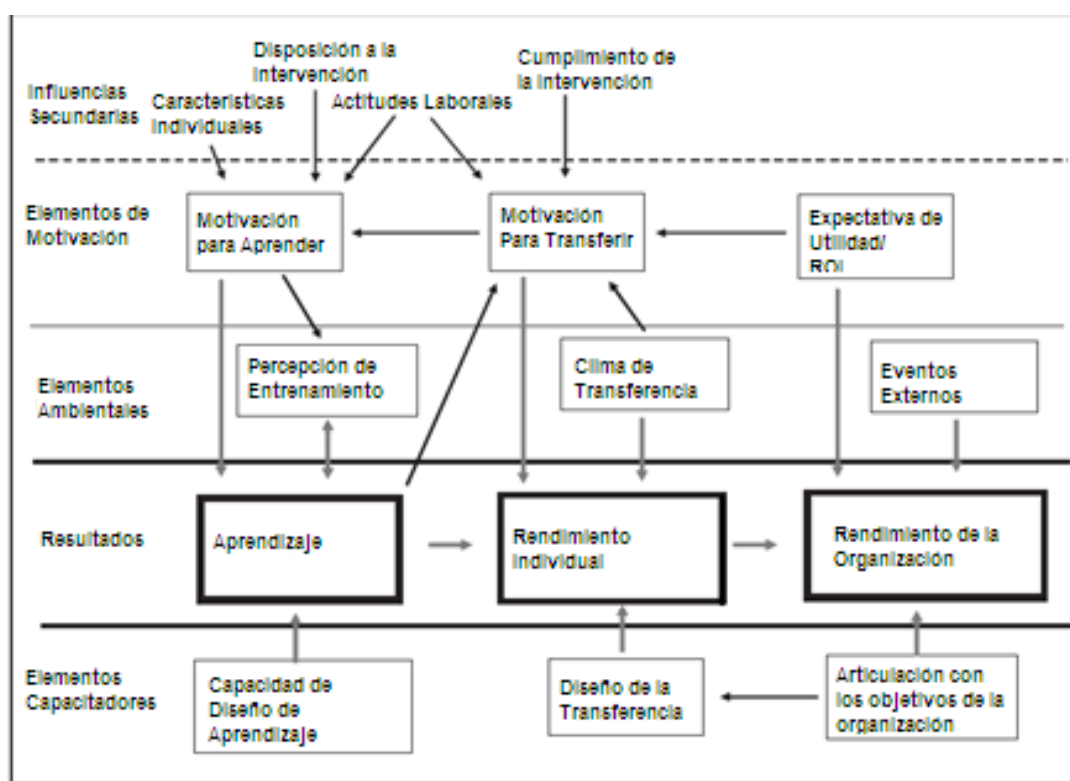 Disposición a la
Intervención
Cumplimiento de
la Intervención
Influencias
Secundarias
Características
Individuales
Actitudes Laborales
Elementos de
Motivación
Motivación
para Aprender
Motivación
Para Transferir
Expectativa de
Utilidad/
ROI
Elementos
Ambientales
Percepción de
Entrenamiento
Clima de
Transferencia
Eventos
Externos
Resultados
Aprendizaje
Rendimiento
Individual
Rendimiento de la
Organización
Elementos
Capacitadores
Capacidad de
Diseño de
Aprendizaje
Diseño de la
Transferencia
Articulación con
los objetivos de la
organización